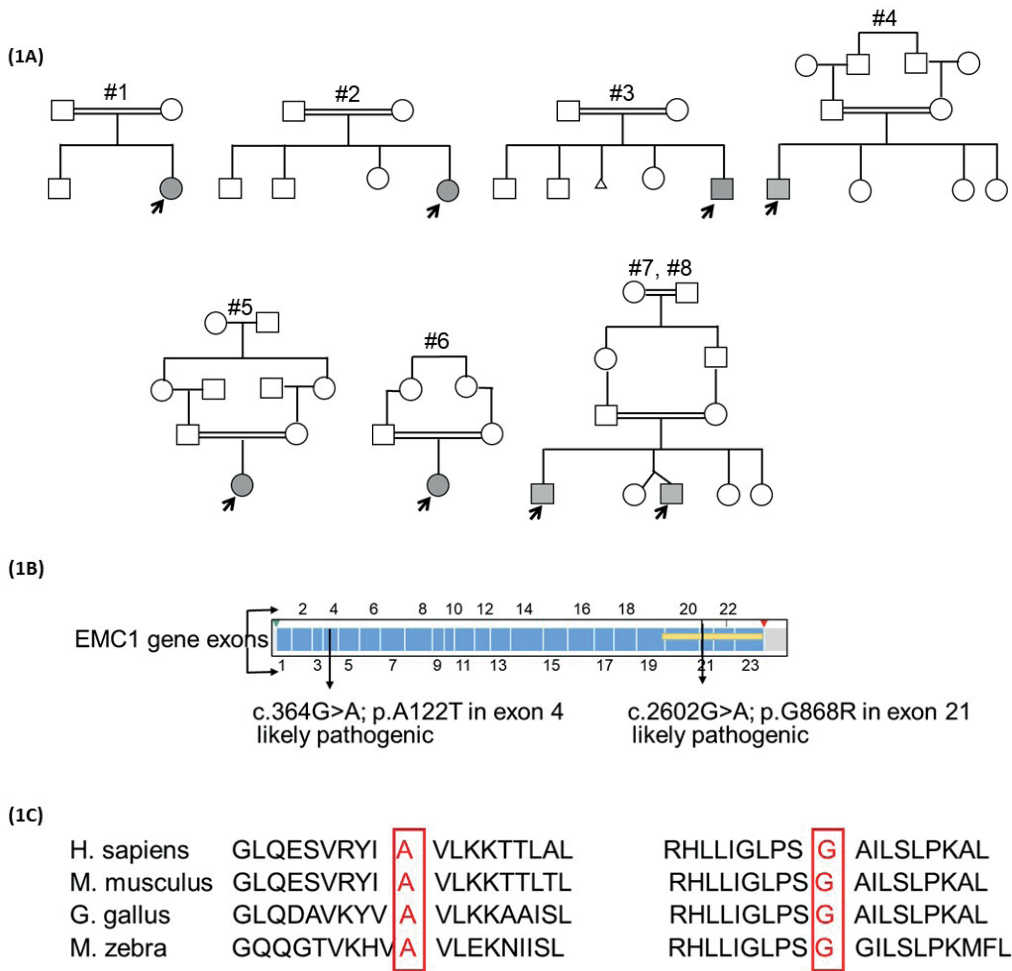 (1A)
#1
#2
#3
#4
#5
#6
#7, #8
(1B)
2 4 6 8 10 12 14 16 18 20 22
EMC1 gene exons
1 3 5 7 9 11 13 15 17 19 21 23
c.364G>A; p.A122T in exon 4
likely pathogenic
c.2602G>A; p.G868R in exon 21
likely pathogenic
(1C)
H. sapiens GLQESVRYI A VLKKTTLAL RHLLIGLPS G AILSLPKAL
M. musculus GLQESVRYI A VLKKTTLTL RHLLIGLPS G AILSLPKAL
G. gallus GLQDAVKYV A VLKKAAISL RHLLIGLPS G AILSLPKAL
M. zebra GQQGTVKHV A VLEKNIISL RHLLIGLPS G GILSLPKMFL